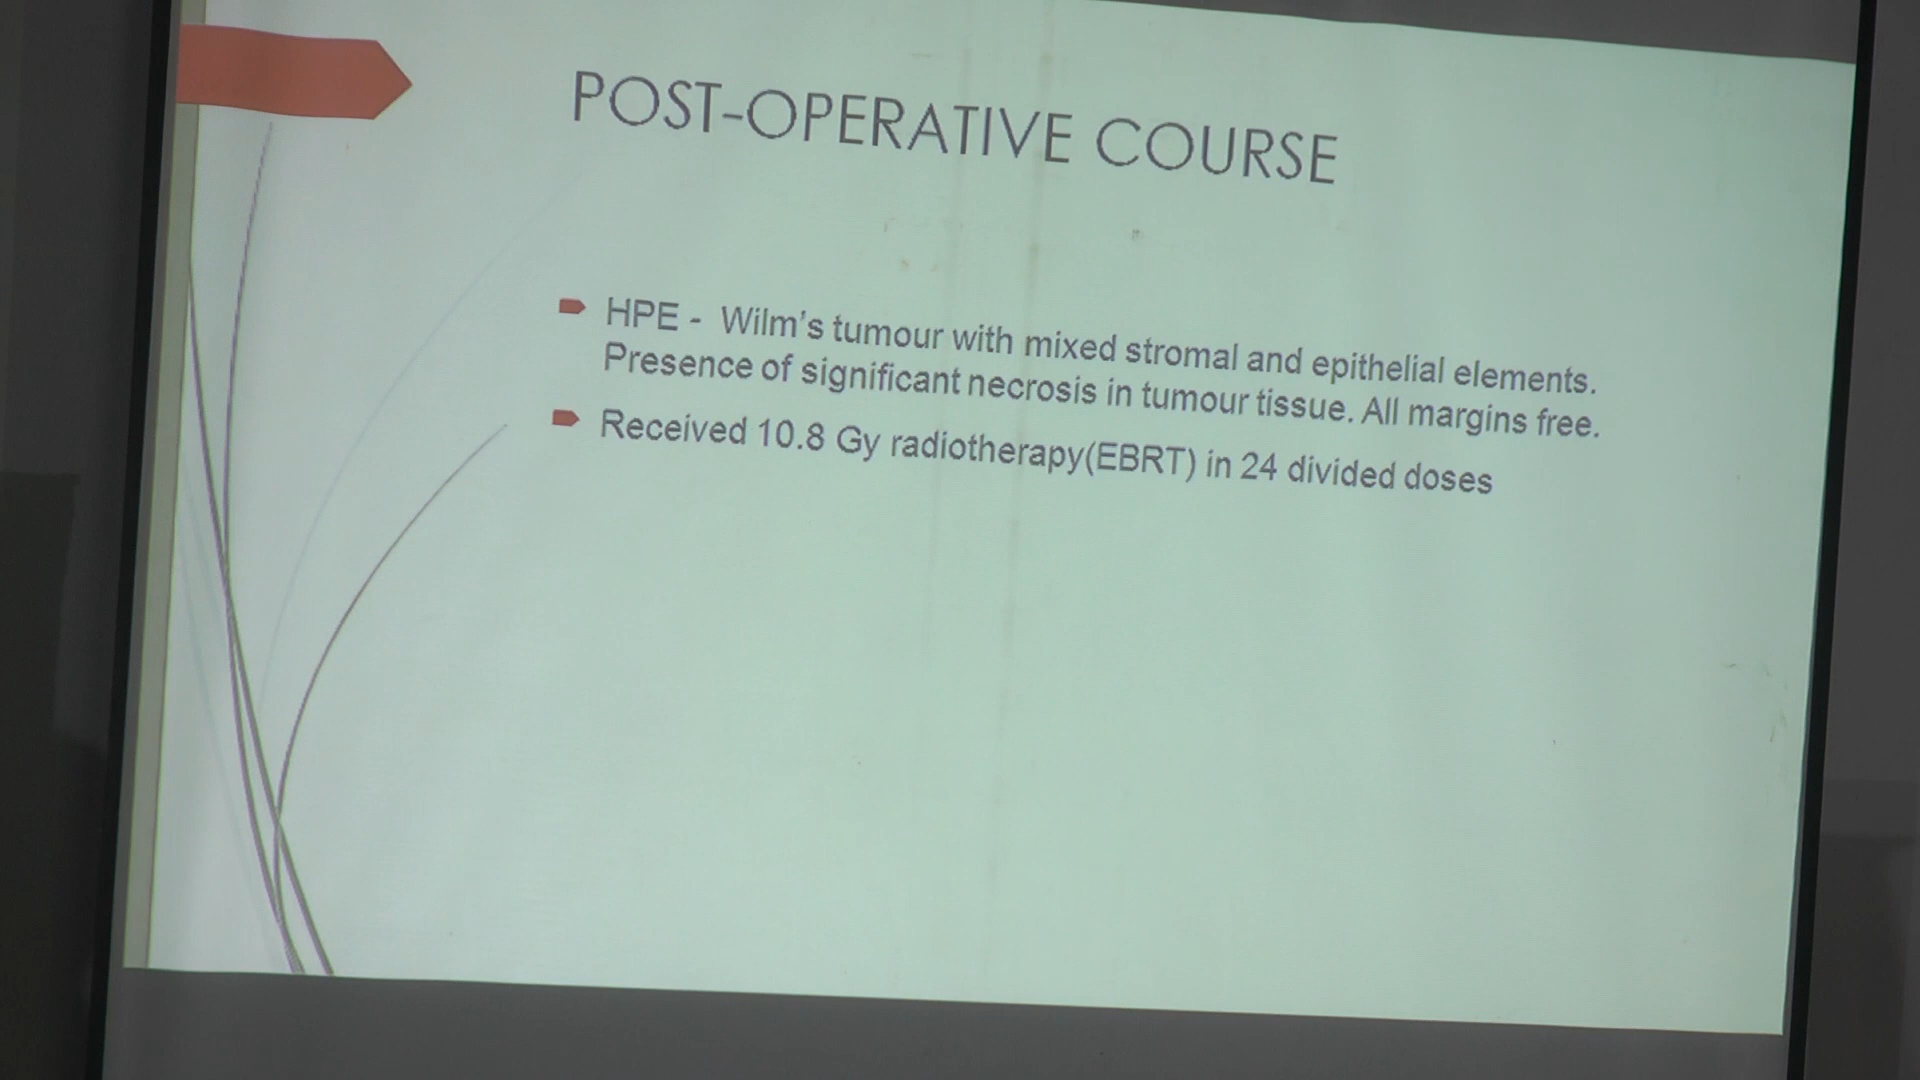 POST-OPERATIVE COURSE
HPE - Wilm's tumour with mixed stromal and epithelial elements.
Presence of significant necrosis in tumour tissue. All margins free.
Received 10.8 Gy radiotherapy(EBRT) in 24 divided doses